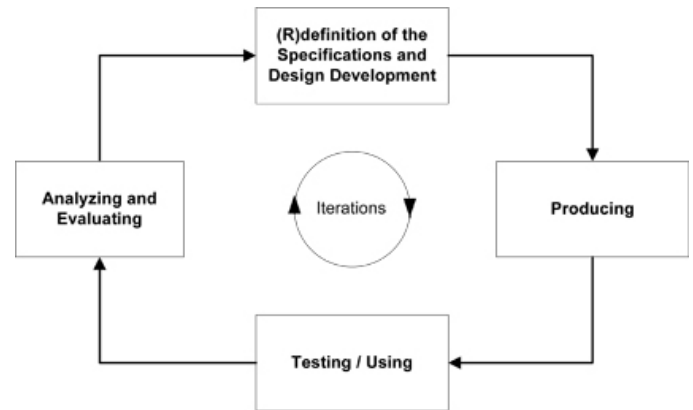 (R)definition of the
Specifications and
Design Development
Analyzing and
Evaluating
Iterations
Producing
Testing / Using